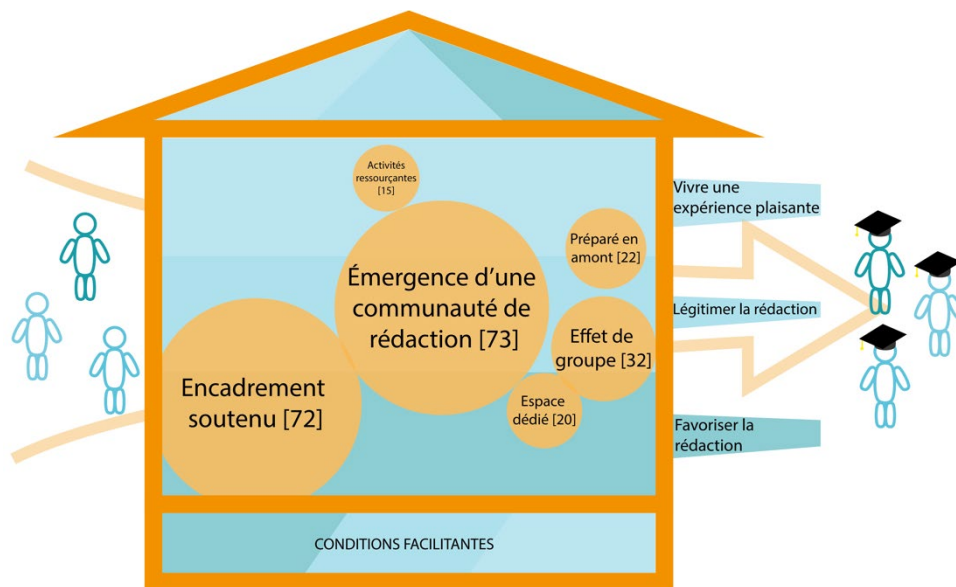 Activités
ressourçantes
[15]
Émergence d’une
communauté de
rédaction [73]
Préparé en
amont [22]
Effet de
groupe [32]
Espace
dédié [20]
Encadrement
soutenu [72]
CONDITIONS FACILITANTES
Vivre une
expérience plaisante
Légitimer la rédaction
Favoriser la
rédaction